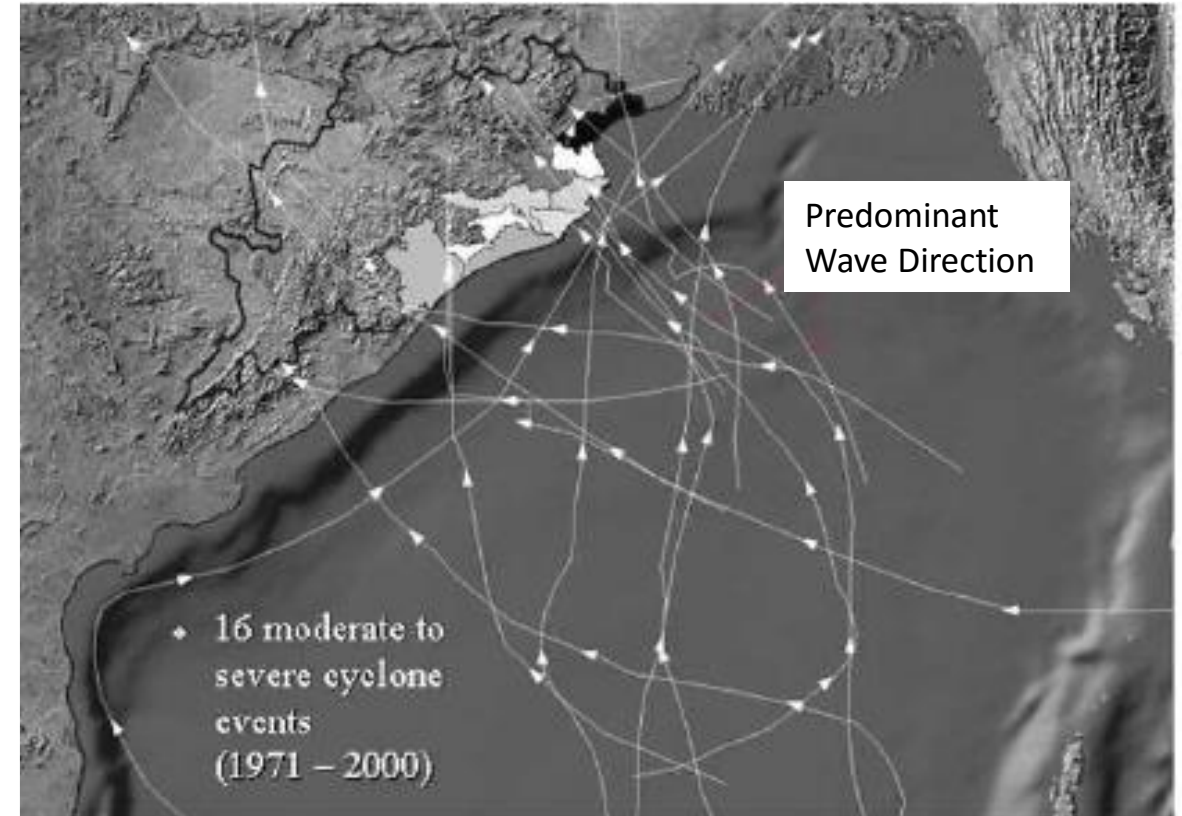 Predominant
Wave Direction
16 moderate to
severe cyclone
events
(1971 – 2000)